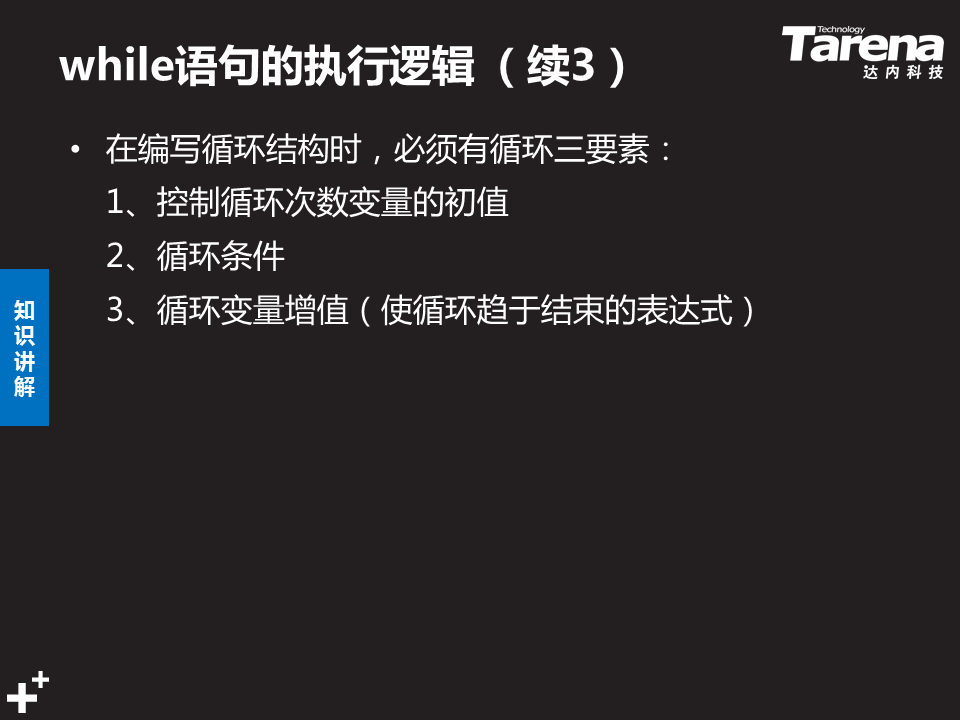 while语句的执行逻辑（续3）
Technology
Tarena
达内科技
• 在编写循环结构时，必须有循环三要素：
1、控制循环次数变量的初值
2、循环条件
3、循环变量增值（使循环趋于结束的表达式）
知
识
讲
解